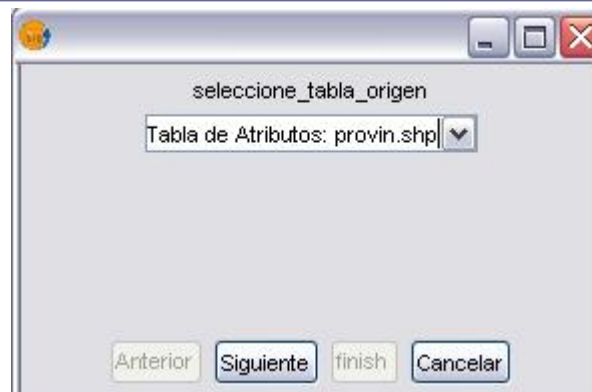 seleccione_tabla_origen
Tabla de Atributos: provin.shp
Anterior Siguiente finish Cancelar